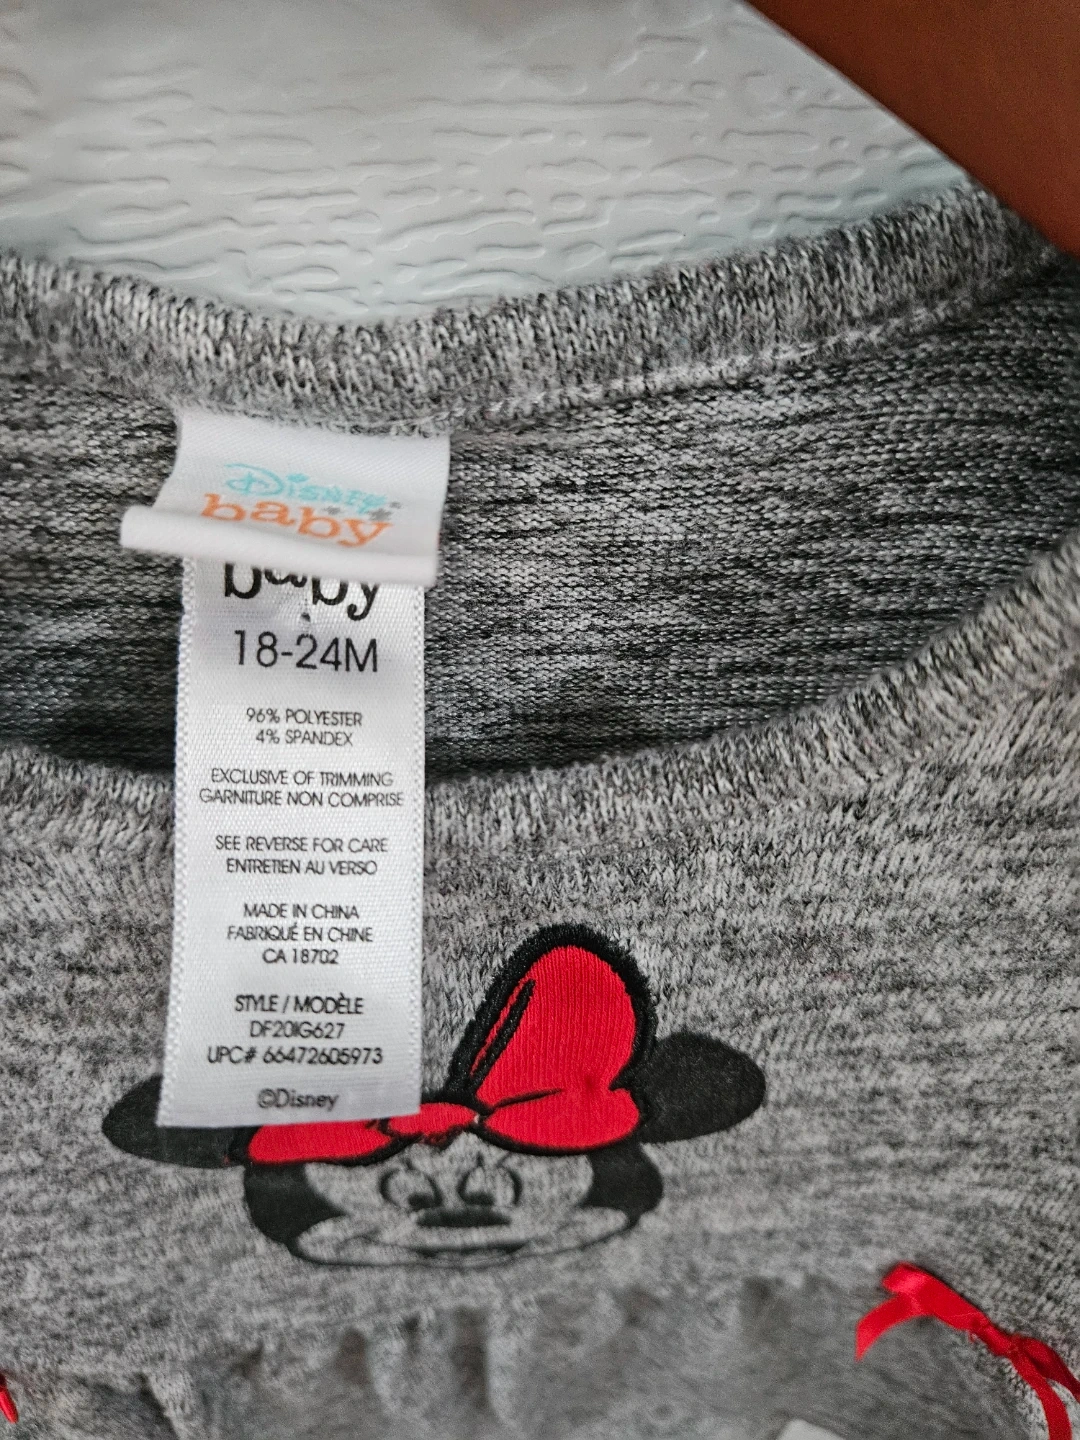 Disney
baby
baby
18-24M
96% POLYESTER
4% SPANDEX
EXCLUSIVE OF TRIMMING
GARNITURE NON COMPRISE
SEE REVERSE FOR CARE
ENTRETIEN AU VERSO
MADE IN CHINA
FABRIQUÉ EN CHINE
CA 18702
STYLE / MODÈLE
DF20IG627
UPC# 66472605973
©Disney